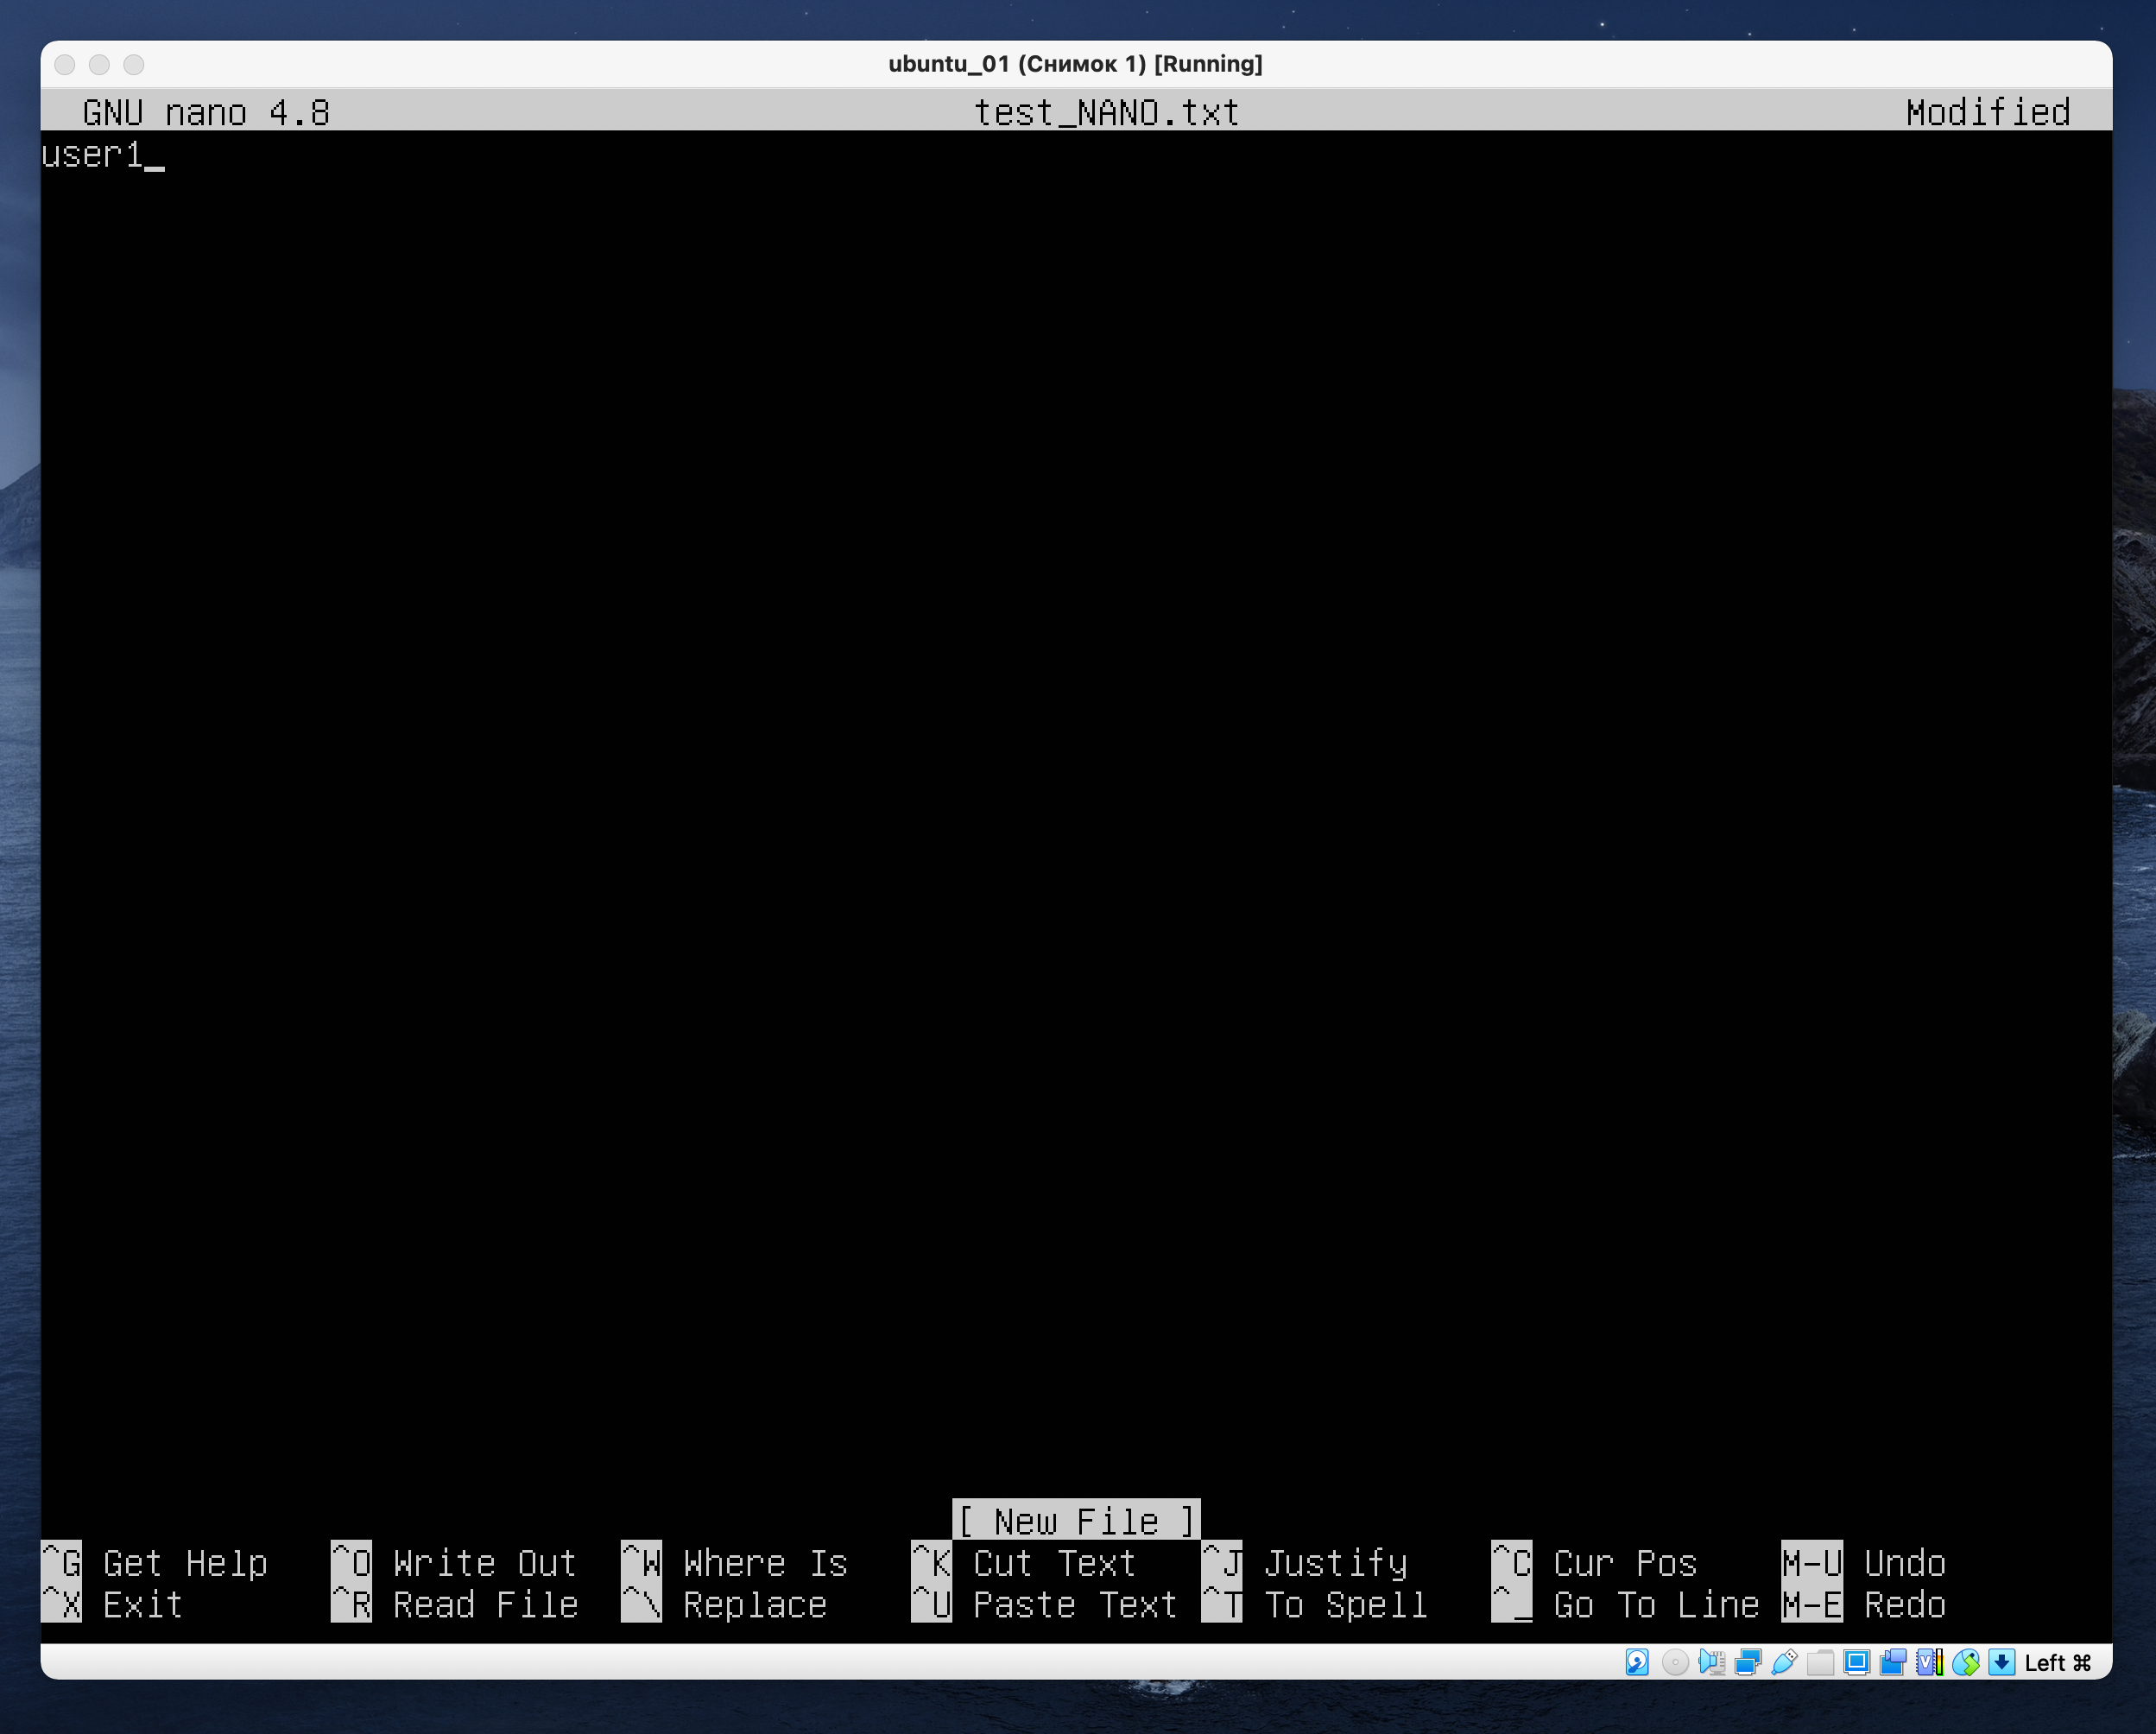 ubuntu_01 (Снимок 1) [Running]
GNU nano 4.8 test_NANO.txt Modified
user1_
[ New File ]
^G Get Help ^O Write Out ^W Where Is ^K Cut Text ^J Justify ^C Cur Pos M-U Undo
^X Exit ^R Read File ^\ Replace ^U Paste Text ^T To Spell ^_ Go To Line M-E Redo
Left ⌘